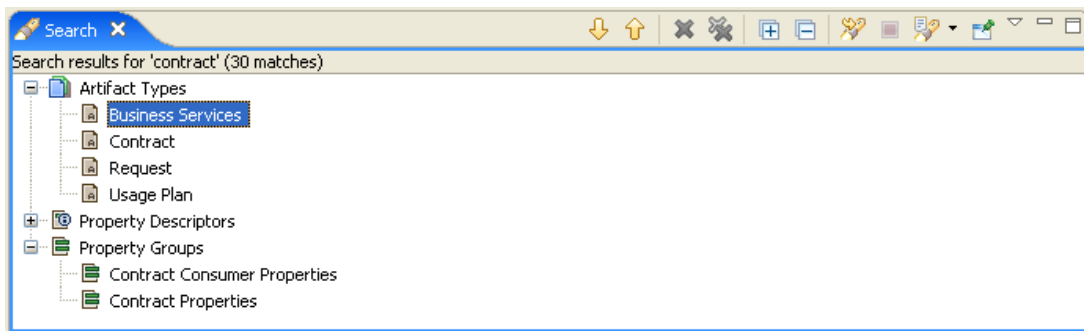 Search
Search results for 'contract' (30 matches)
Artifact Types
Business Services
Contract
Request
Usage Plan
Property Descriptors
Property Groups
Contract Consumer Properties
Contract Properties